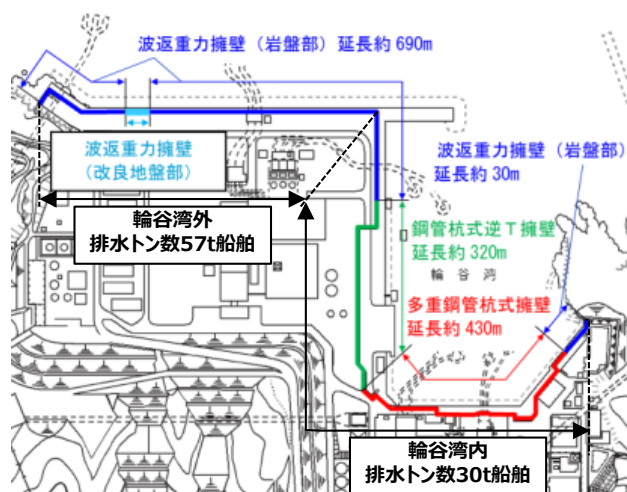 波返重力擁壁（岩盤部）延長約 690m
波返重力擁壁
（改良地盤部）
波返重力擁壁（岩盤部）
延長約 30m
輪谷湾外
排水トン数57t船舶
鋼管杭式逆Ｔ擁壁
延長約 320m
輪谷湾
多重鋼管杭式擁壁
延長約 430m
輪谷湾内
排水トン数30t船舶